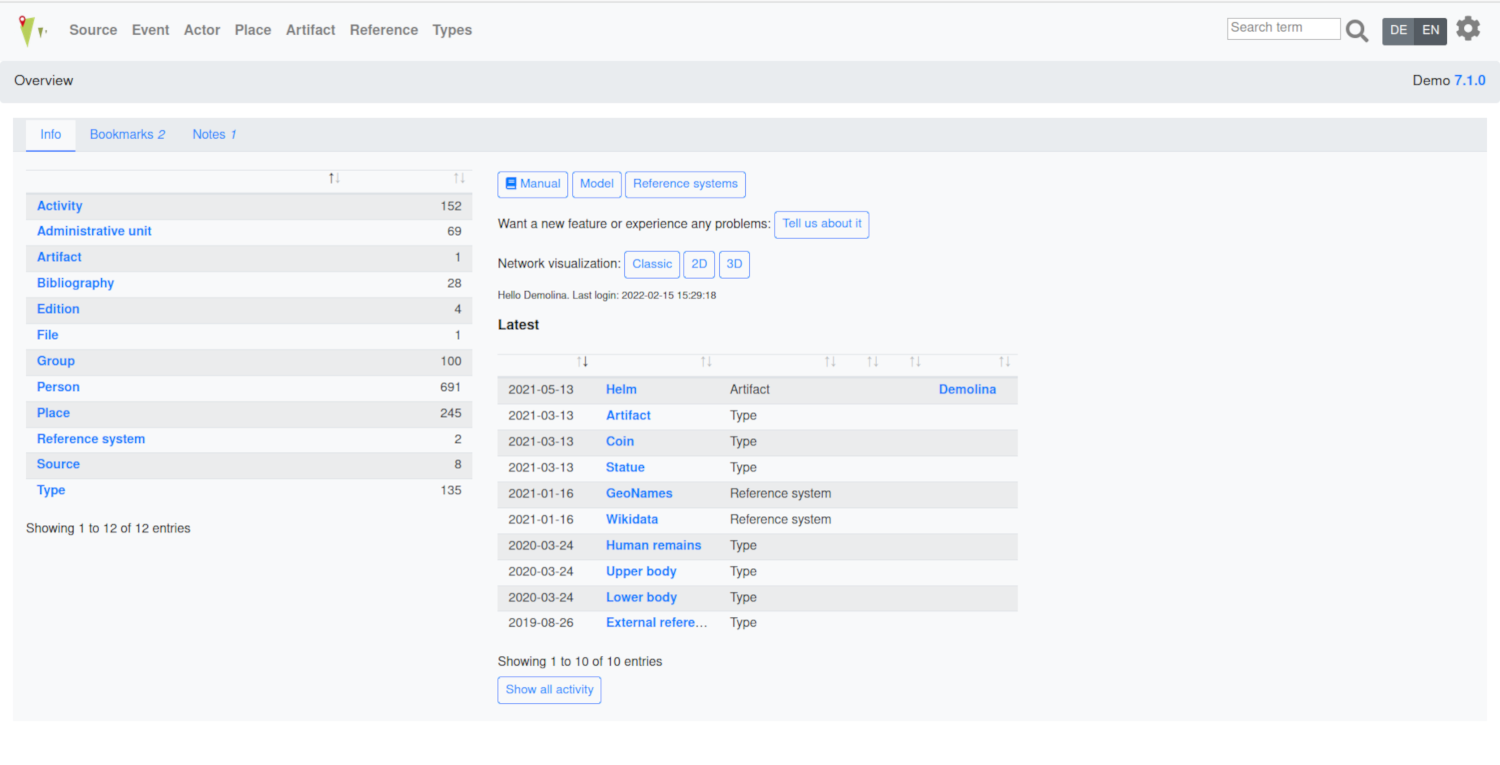 Source Event Actor Place Artifact Reference Types Search term DE EN
Overview Demo 7.1.0
Info Bookmarks 2 Notes 1
Activity 152
Administrative unit 69
Artifact 1
Bibliography 28
Edition 4
File 1
Group 100
Person 691
Place 245
Reference system 2
Source 8
Type 135
Showing 1 to 12 of 12 entries
Manual Model Reference systems
Want a new feature or experience any problems: Tell us about it
Network visualization: Classic 2D 3D
Hello Demolina. Last login: 2022-02-15 15:29:18
Latest
2021-05-13 Helm Artifact Demolina
2021-03-13 Artifact Type
2021-03-13 Coin Type
2021-03-13 Statue Type
2021-01-16 GeoNames Reference system
2021-01-16 Wikidata Reference system
2020-03-24 Human remains Type
2020-03-24 Upper body Type
2020-03-24 Lower body Type
2019-08-26 External refere... Type
Showing 1 to 10 of 10 entries
Show all activity